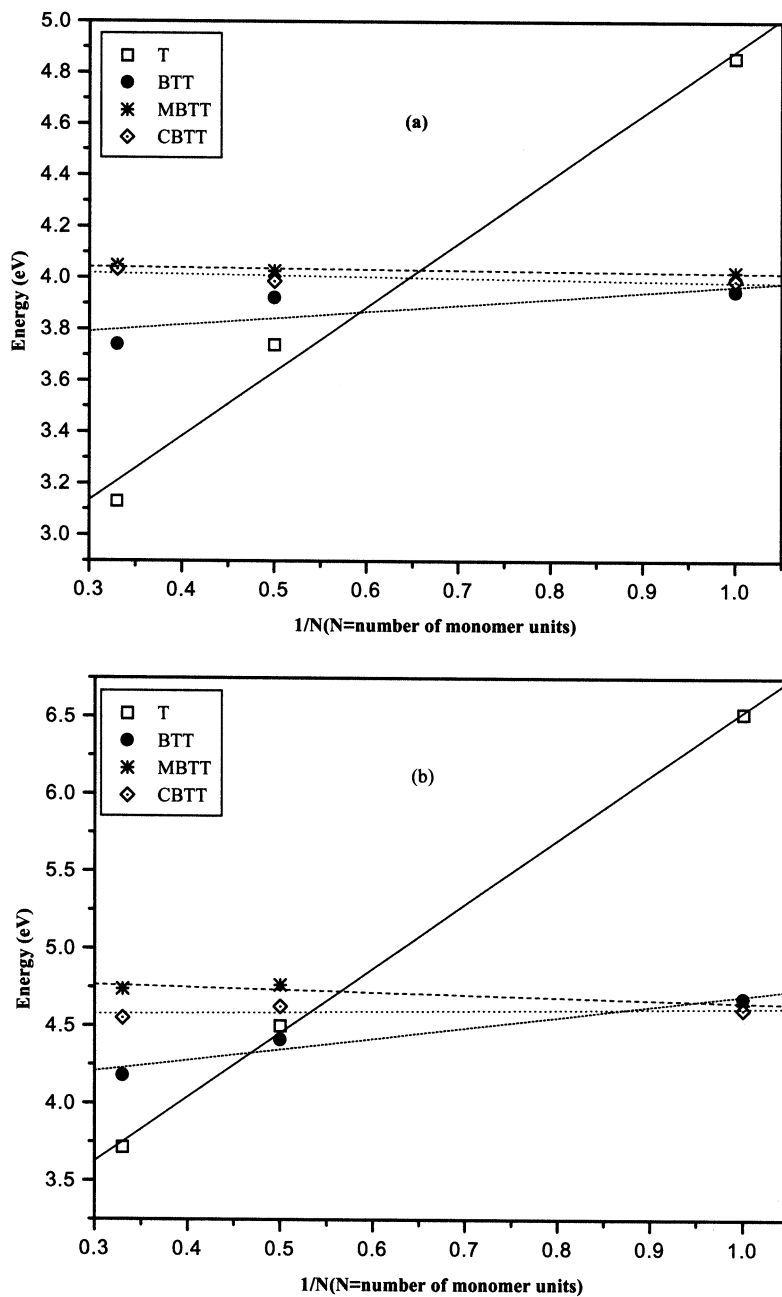 5.0
4.8
4.6
4.4
4.2
4.0
3.8
3.6
3.4
3.2
3.0
Energy (eV)
T
BTT
MBTT
CBTT
(a)
0.3 0.4 0.5 0.6 0.7 0.8 0.9 1.0
1/N(N=number of monomer units)
6.5
6.0
5.5
5.0
4.5
4.0
3.5
Energy (eV)
T
BTT
MBTT
CBTT
(b)
0.3 0.4 0.5 0.6 0.7 0.8 0.9 1.0
1/N(N=number of monomer units)